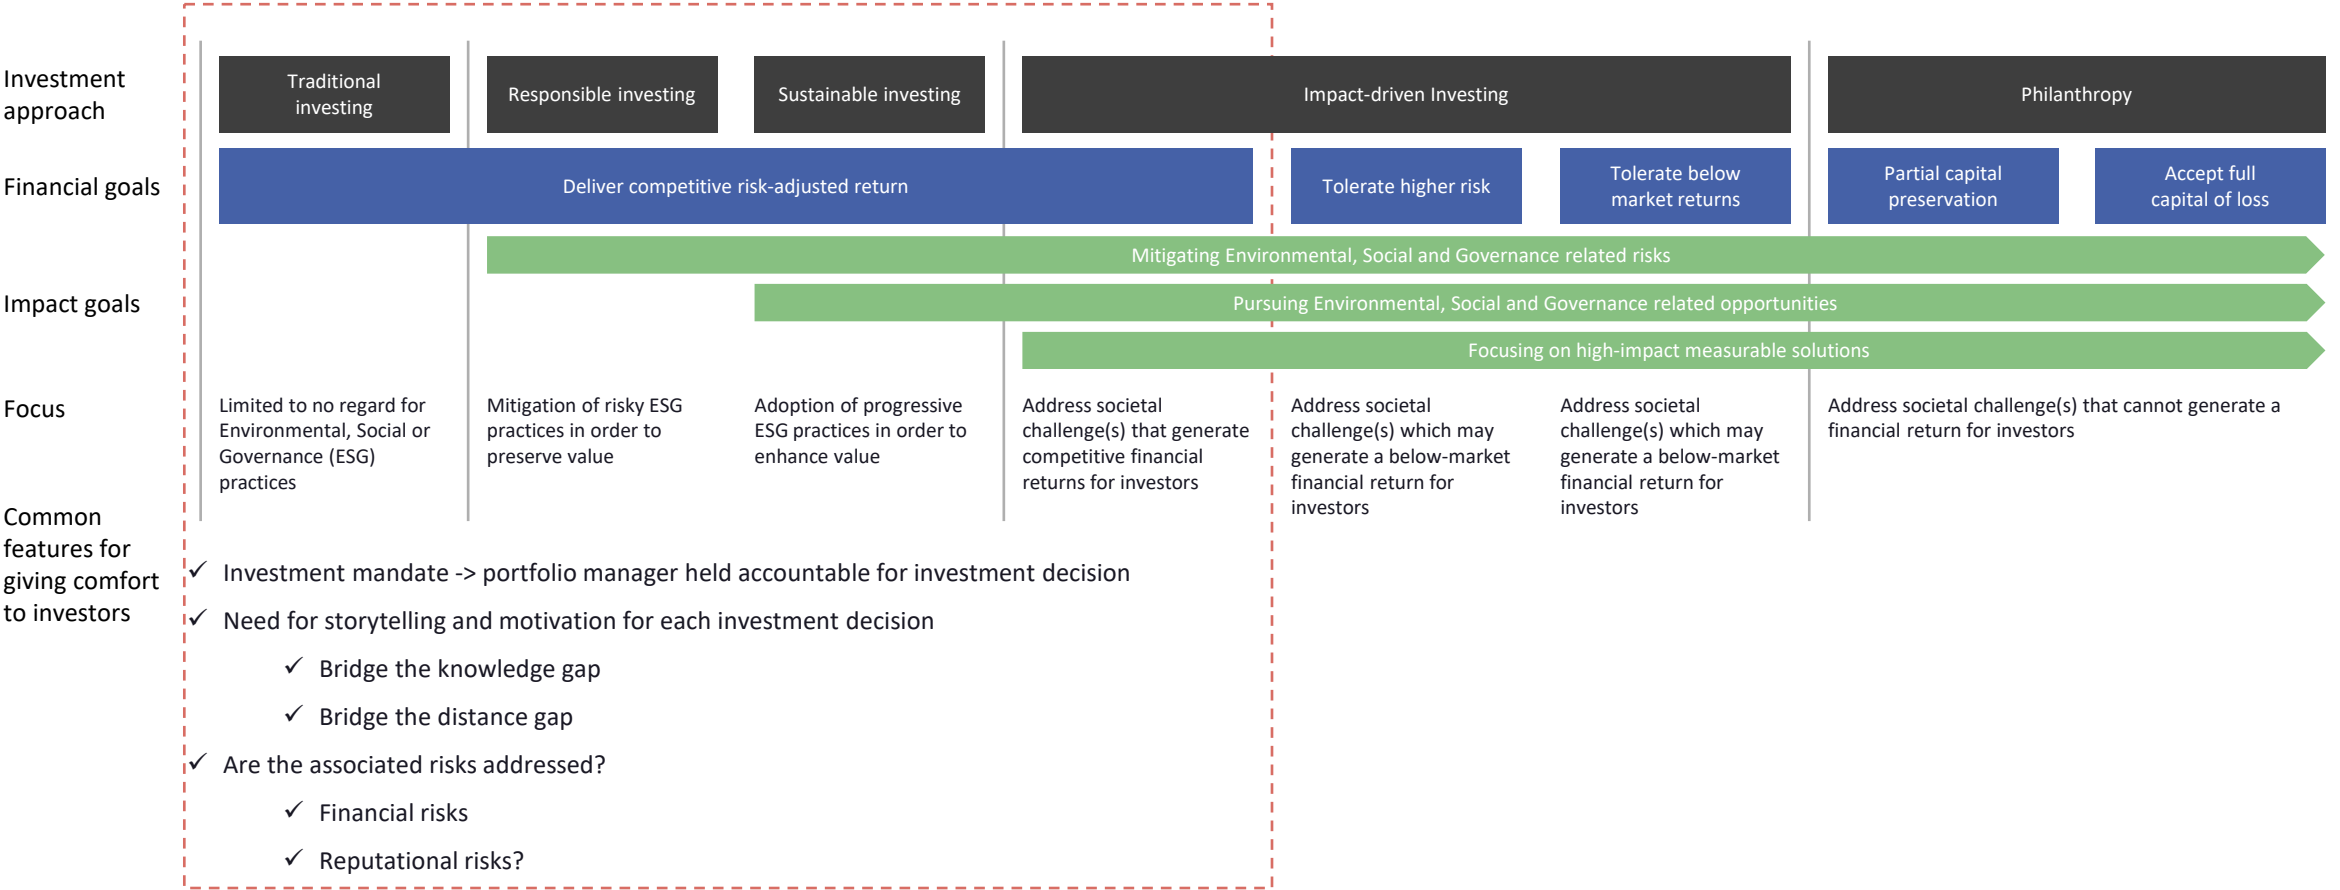 Investment
approach
Traditional
investing
Responsible investing
Sustainable investing
Impact-driven Investing
Philanthropy
Financial goals
Deliver competitive risk-adjusted return
Tolerate higher risk
Tolerate below
market returns
Partial capital
preservation
Accept full
capital of loss
Impact goals
Mitigating Environmental, Social and Governance related risks
Pursuing Environmental, Social and Governance related opportunities
Focusing on high-impact measurable solutions
Focus
Limited to no regard for
Environmental, Social or
Governance (ESG)
practices
Mitigation of risky ESG
practices in order to
preserve value
Adoption of progressive
ESG practices in order to
enhance value
Address societal
challenge(s) that generate
competitive financial
returns for investors
Address societal
challenge(s) which may
generate a below-market
financial return for
investors
Address societal
challenge(s) which may
generate a below-market
financial return for
investors
Address societal challenge(s) that cannot generate a
financial return for investors
Common
features for
giving comfort
to investors
✓ Investment mandate -> portfolio manager held accountable for investment decision
✓ Need for storytelling and motivation for each investment decision
✓ Bridge the knowledge gap
✓ Bridge the distance gap
✓ Are the associated risks addressed?
✓ Financial risks
✓ Reputational risks?